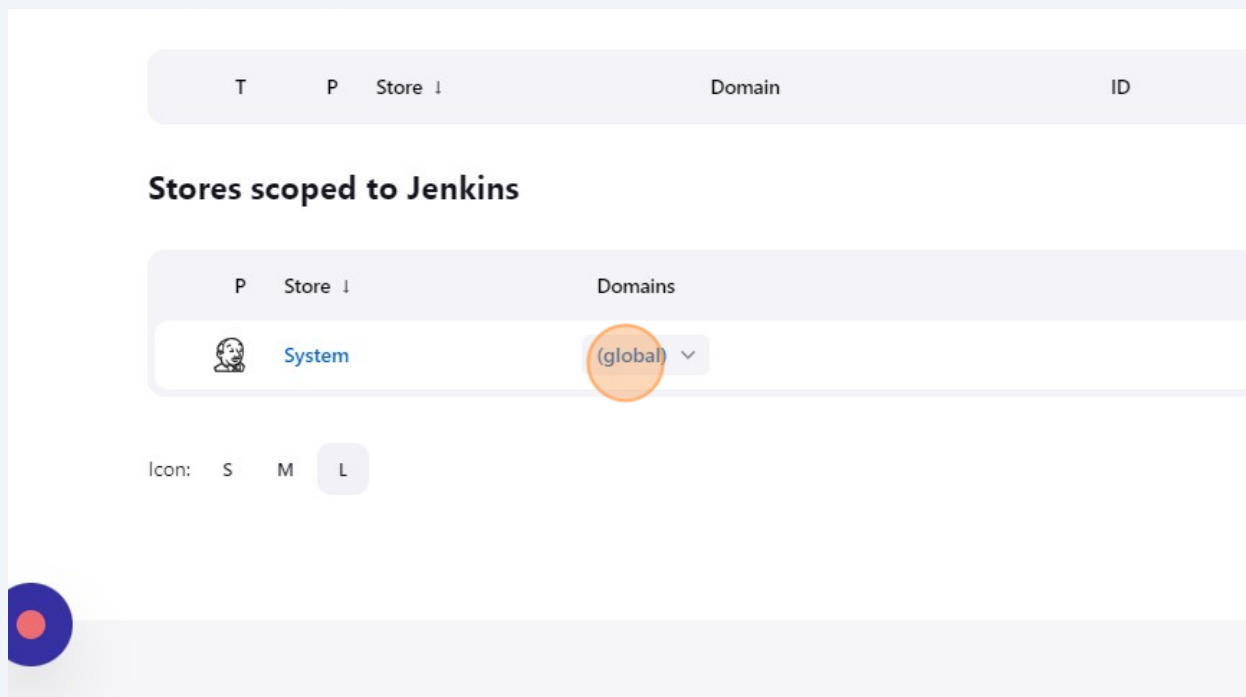 T P Store ↓ Domain ID
Stores scoped to Jenkins
P Store ↓ Domains
System (global)
Icon: S M L